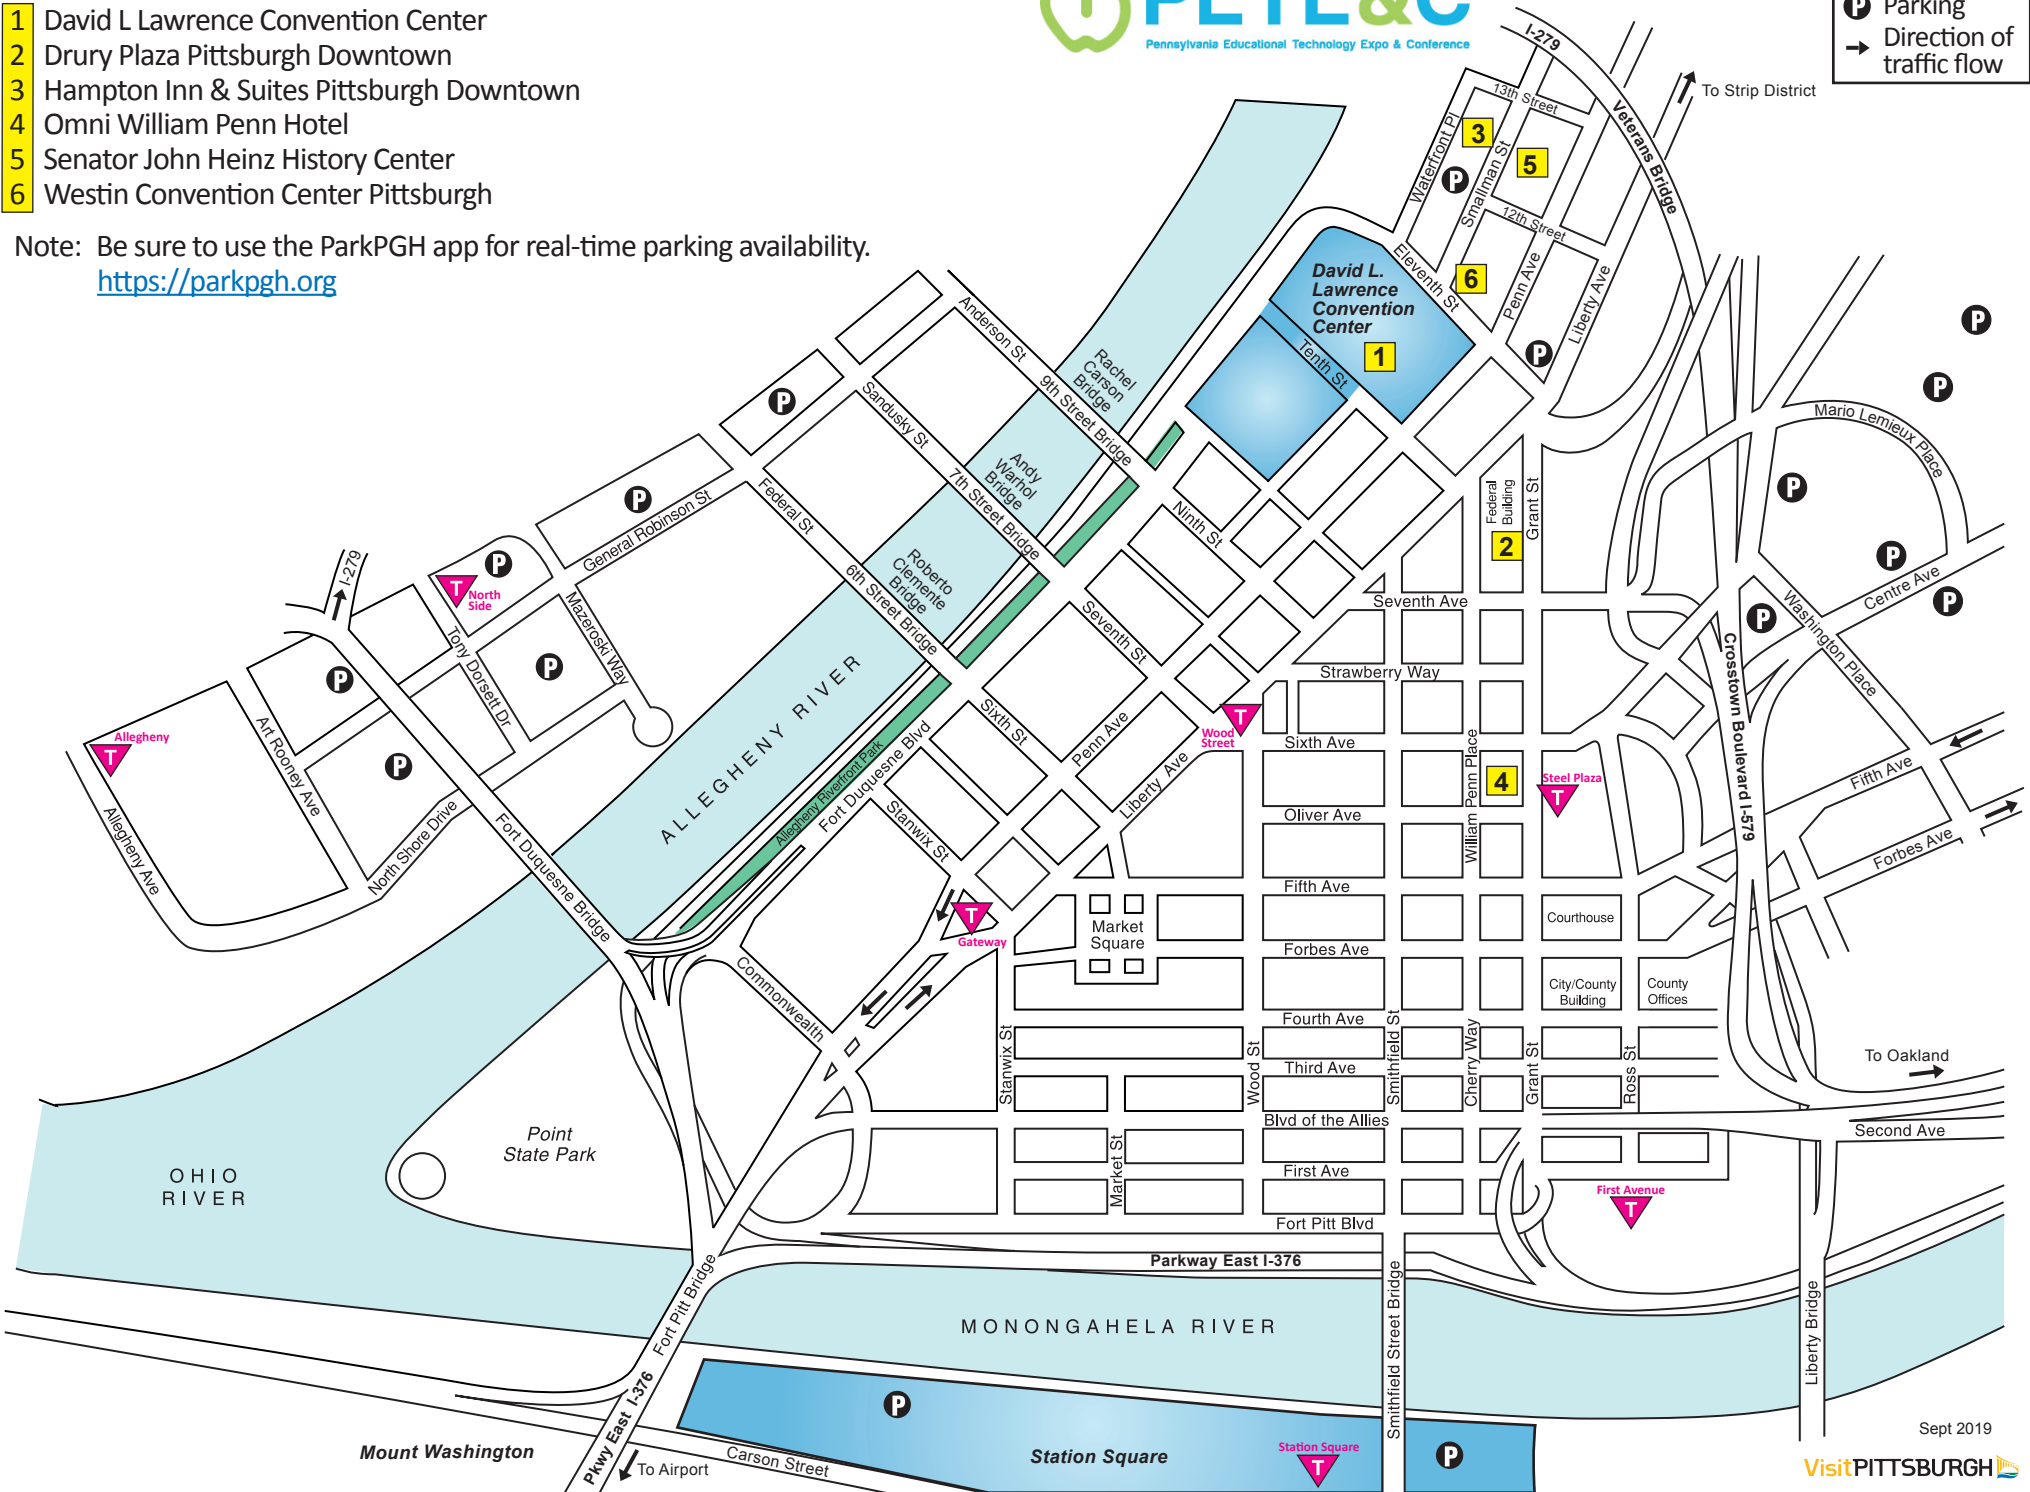 1 David L Lawrence Convention Center
2 Drury Plaza Pittsburgh Downtown
3 Hampton Inn & Suites Pittsburgh Downtown
4 Omni William Penn Hotel
5 Senator John Heinz History Center
6 Westin Convention Center Pittsburgh
Note: Be sure to use the ParkPGH app for real-time parking availability.
https://parkpgh.org
PETE&C
Pennsylvania Educational Technology Expo & Conference
P Parking
Direction of
traffic flow
I-279
To Strip District
13th Street
Veterans Bridge
Waterfront Pl
3
Smallman St
5
P
12th Street
Eleventh St
6
Penn Ave
Liberty Ave
P
David L.
Lawrence
Convention
Center
1
Tenth St
P
P
Mario Lemieux Place
P
P
Centre Ave
P
P
Washington Place
Crosstown Boulevard I-579
Anderson St
9th Street Bridge
Rachel
Carson
Bridge
Sandusky St
7th Street Bridge
Andy
Warhol
Bridge
P
Federal St
6th Street Bridge
Roberto
Clemente
Bridge
P
General Robinson St
P
T
North
Side
Mazeroski Way
Tony Dorsett Dr
P
I-279
P
Art Rooney Ave
P
North Shore Drive
Allegheny
T
Allegheny Ave
Fort Duquesne Bridge
ALLEGHENY RIVER
Allegheny Riverfront Park
Fort Duquesne Blvd
Ninth St
Seventh St
Sixth St
Penn Ave
Liberty Ave
Stanwix St
Federal
Building
2
Grant St
Seventh Ave
Strawberry Way
T
Wood
Street
Sixth Ave
William Penn Place
4
Steel Plaza
T
Oliver Ave
Fifth Ave
Fifth Ave
Forbes Ave
T
Gateway
Market
Square
Courthouse
Forbes Ave
City/County
Building
County
Offices
Commonwealth
Fourth Ave
Stanwix St
Wood St
Smithfield St
Cherry Way
Grant St
Ross St
Third Ave
To Oakland
Blvd of the Allies
Second Ave
Market St
First Ave
First Avenue
T
Fort Pitt Blvd
Point
State Park
OHIO
RIVER
Parkway East I-376
Fort Pitt Bridge
MONONGAHELA RIVER
Smithfield Street Bridge
Liberty Bridge
Pkwy East I-376
P
Mount Washington
To Airport
Carson Street
Station Square
Station Square
T
P
Sept 2019
VisitPITTSBURGH